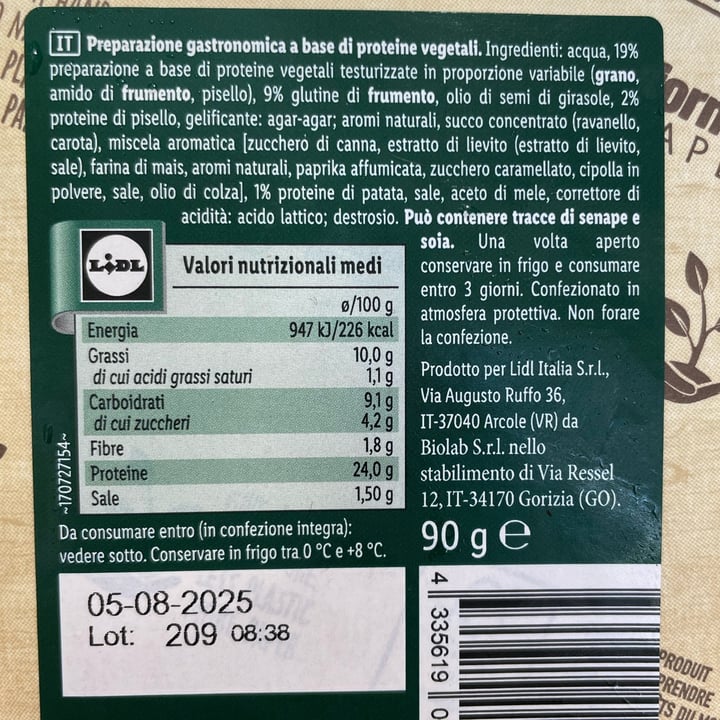 IT Preparazione gastronomica a base di proteine vegetali. Ingredienti: acqua, 19%
preparazione a base di proteine vegetali testurizzate in proporzione variabile (grano,
amido di frumento, pisello), 9% glutine di frumento, olio di semi di girasole, 2%
proteine di pisello, gelificante: agar-agar; aromi naturali, succo concentrato (ravanello,
carota), miscela aromatica [zucchero di canna, estratto di lievito (estratto di lievito,
sale), farina di mais, aromi naturali, paprika affumicata, zucchero caramellato, cipolla in
polvere, sale, olio di colza], 1% proteine di patata, sale, aceto di mele, correttore di
acidità: acido lattico; destrosio. Può contenere tracce di senape e
soia. Una volta aperto
conservare in frigo e consumare
entro 3 giorni. Confezionato in
atmosfera protettiva. Non forare
la confezione.
Prodotto per Lidl Italia S.r.l.,
Via Augusto Ruffo 36,
IT-37040 Arcole (VR) da
Biolab S.r.l. nello
stabilimento di Via Ressel
12, IT-34170 Gorizia (GO).
90 g e
LIDL
Valori nutrizionali medi
ø/100 g
Energia 947 kJ/226 kcal
Grassi 10,0 g
di cui acidi grassi saturi 1,1 g
Carboidrati 9,1 g
di cui zuccheri 4,2 g
Fibre 1,8 g
Proteine 24,0 g
Sale 1,50 g
~170727154~
Da consumare entro (in confezione integra):
vedere sotto. Conservare in frigo tra 0 °C e +8 °C.
05-08-2025
Lot: 209 08:38
4 335619 0
PRODUIT